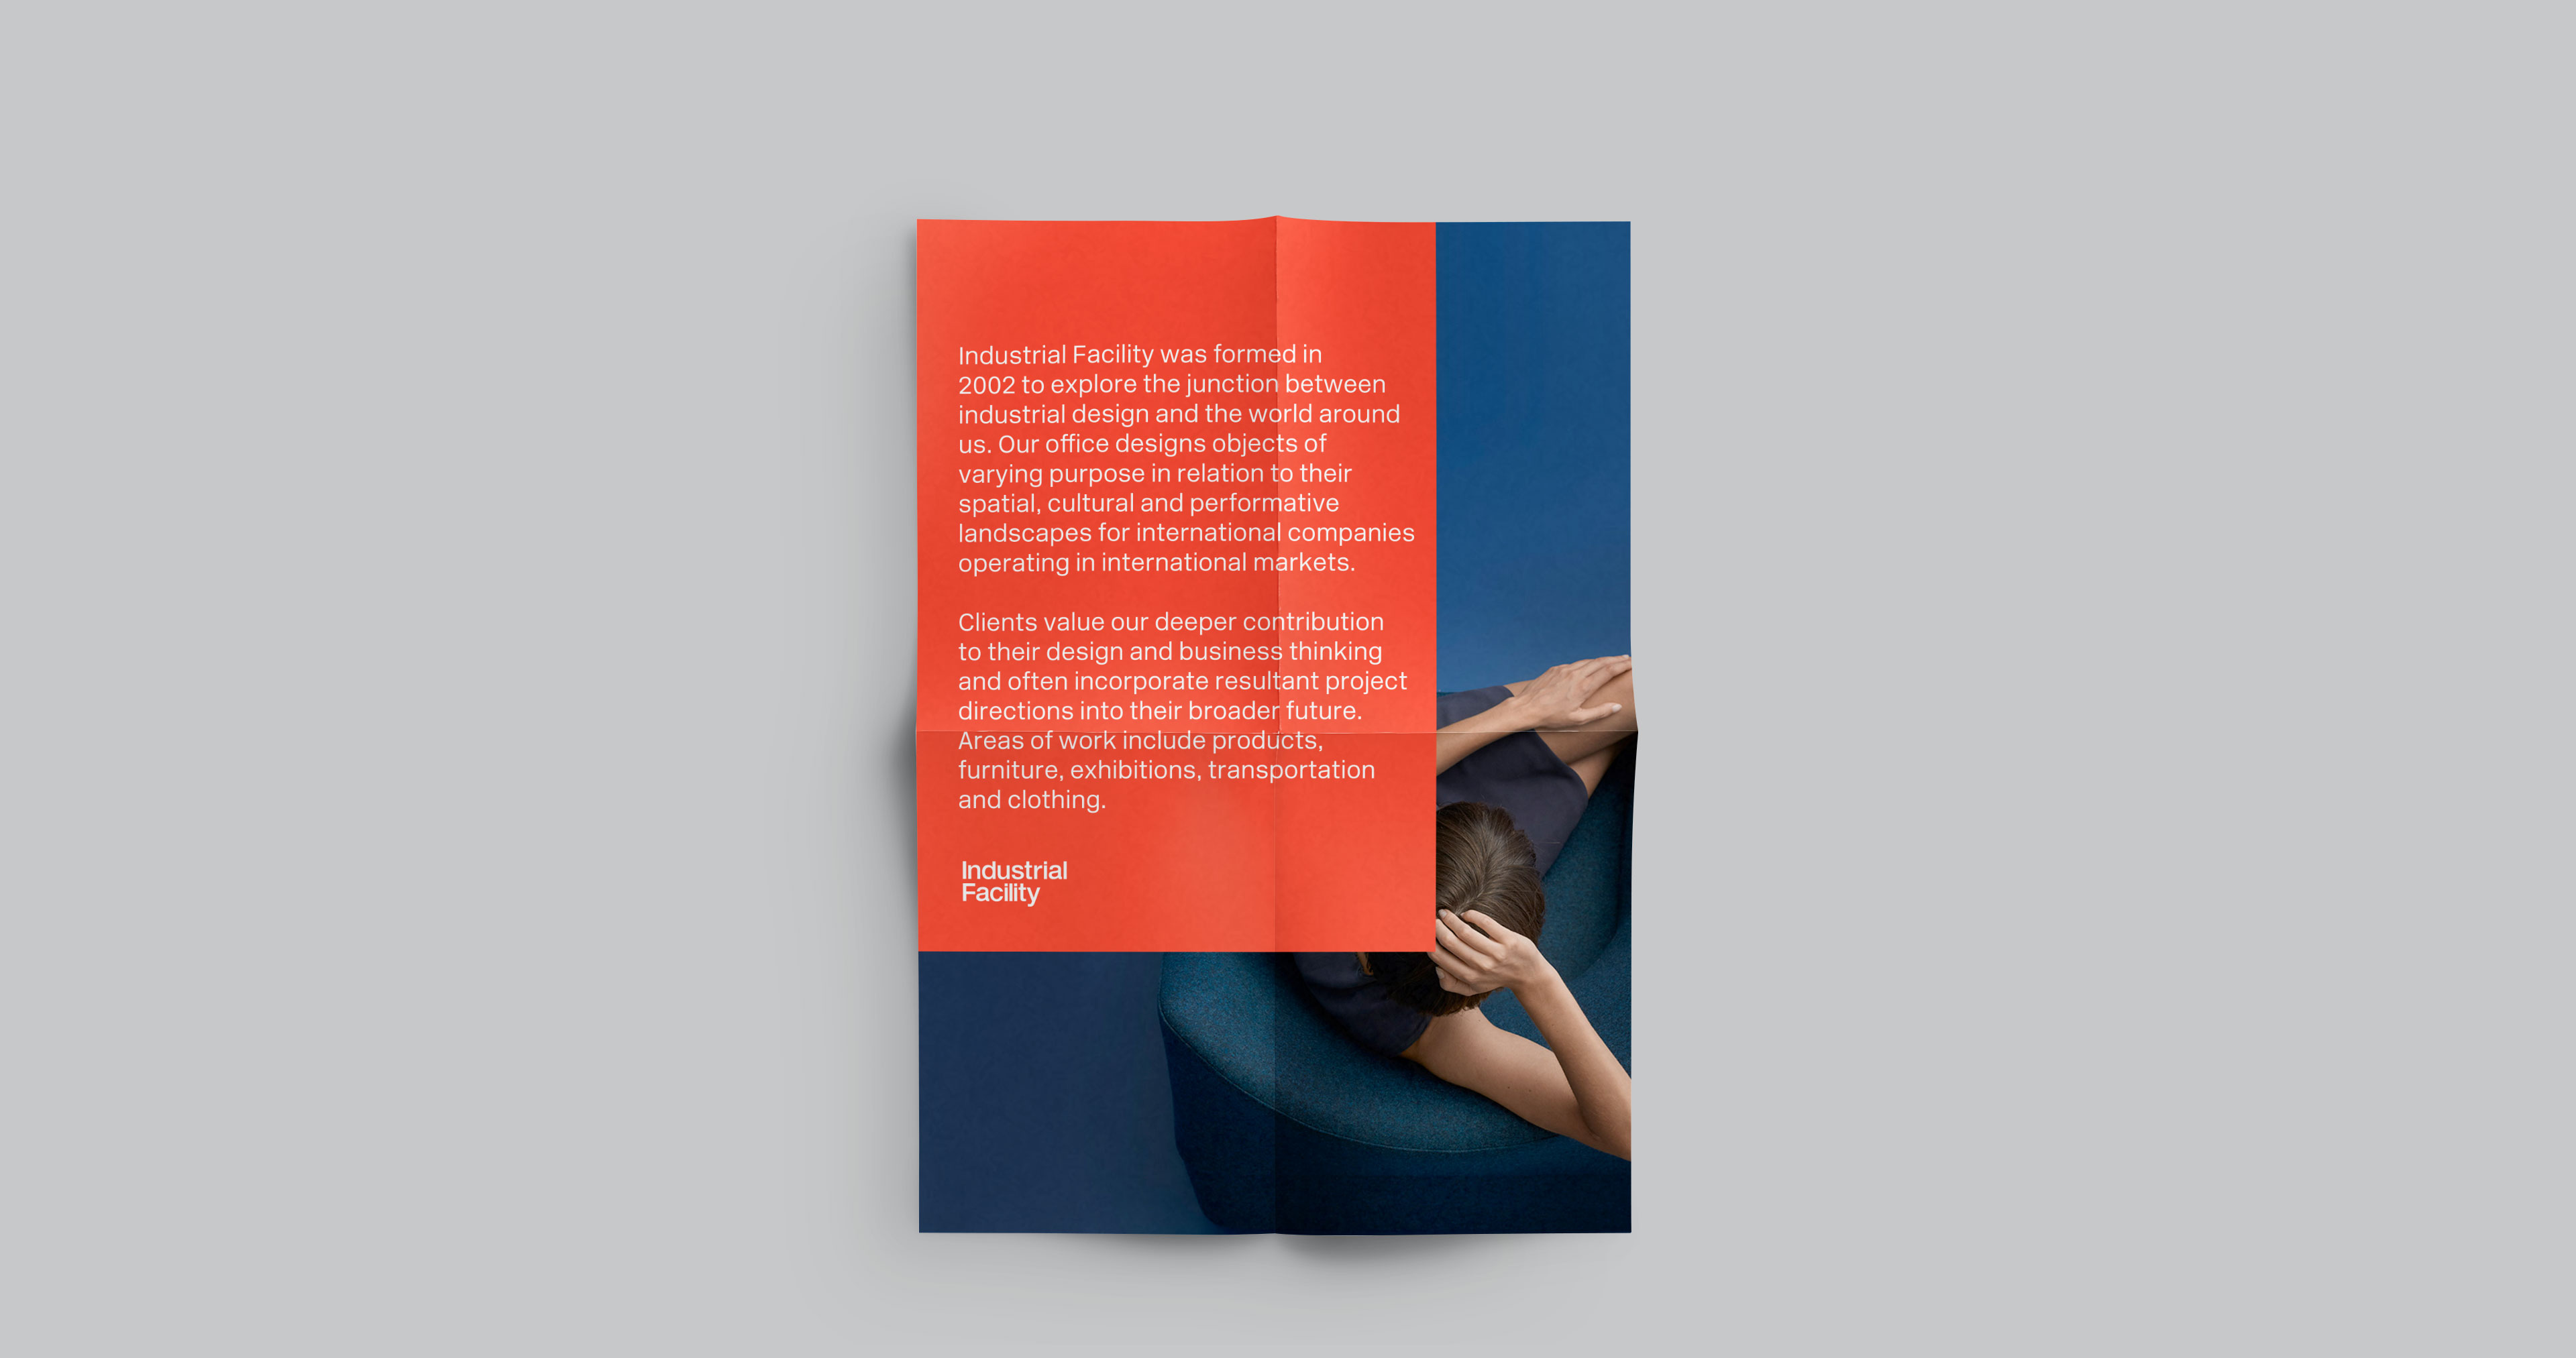 Industrial Facility was formed in
2002 to explore the junction between
industrial design and the world around
us. Our office designs objects of
varying purpose in relation to their
spatial, cultural and performative
landscapes for international companies
operating in international markets.
Clients value our deeper contribution
to their design and business thinking
and often incorporate resultant project
directions into their broader future.
Areas of work include products,
furniture, exhibitions, transportation
and clothing.
Industrial
Facility